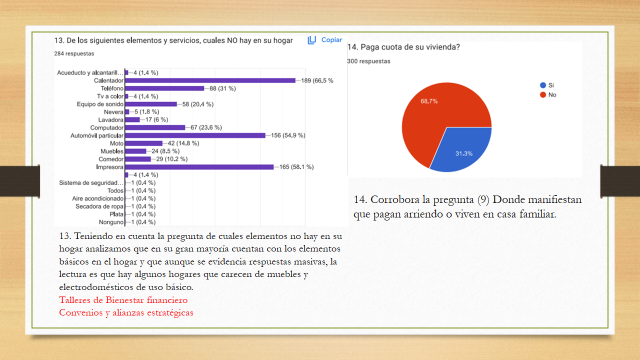 13. De los siguientes elementos y servicios, cuales NO hay en su hogar
Copiar
284 respuestas
Acueducto y alcantaril… 4 (1,4 %)
Calentador 189 (66,5 %
Teléfono 88 (31 %)
Tv a color 4 (1,4 %)
Equipo de sonido 58 (20,4 %)
Nevera 5 (1,8 %)
Lavadora 17 (6 %)
Computador 67 (23,6 %)
Automóvil particular 156 (54,9 %)
Moto 42 (14,8 %)
Muebles 24 (8,5 %)
Comedor 29 (10,2 %)
Impresora 165 (58,1 %)
4 (1,4 %)
Sistema de seguridad… 1 (0,4 %)
Todos 1 (0,4 %)
Aire acondicionado 1 (0,4 %)
Secadora de ropa 1 (0,4 %)
Plata 1 (0,4 %)
Ninguno 1 (0,4 %)
14. Paga cuota de su vivienda?
300 respuestas
Si
No
68,7%
31,3%
13. Teniendo en cuenta la pregunta de cuales elementos no hay en su
hogar analizamos que en su gran mayoría cuentan con los elementos
básicos en el hogar y que aunque se evidencia respuestas masivas, la
lectura es que hay algunos hogares que carecen de muebles y
electrodomésticos de uso básico.
Talleres de Bienestar financiero
Convenios y alianzas estratégicas
14. Corrobora la pregunta (9) Donde manifiestan
que pagan arriendo o viven en casa familiar.